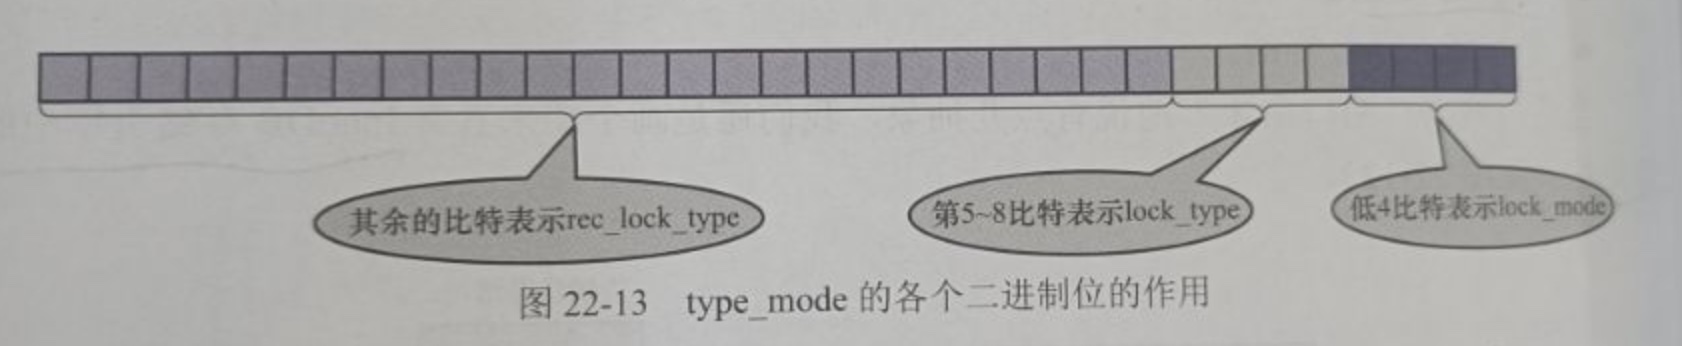 其余的比特表示rec_lock_type
第5~8比特表示lock_type
低4比特表示lock_mode
图 22-13 type_mode 的各个二进制位的作用